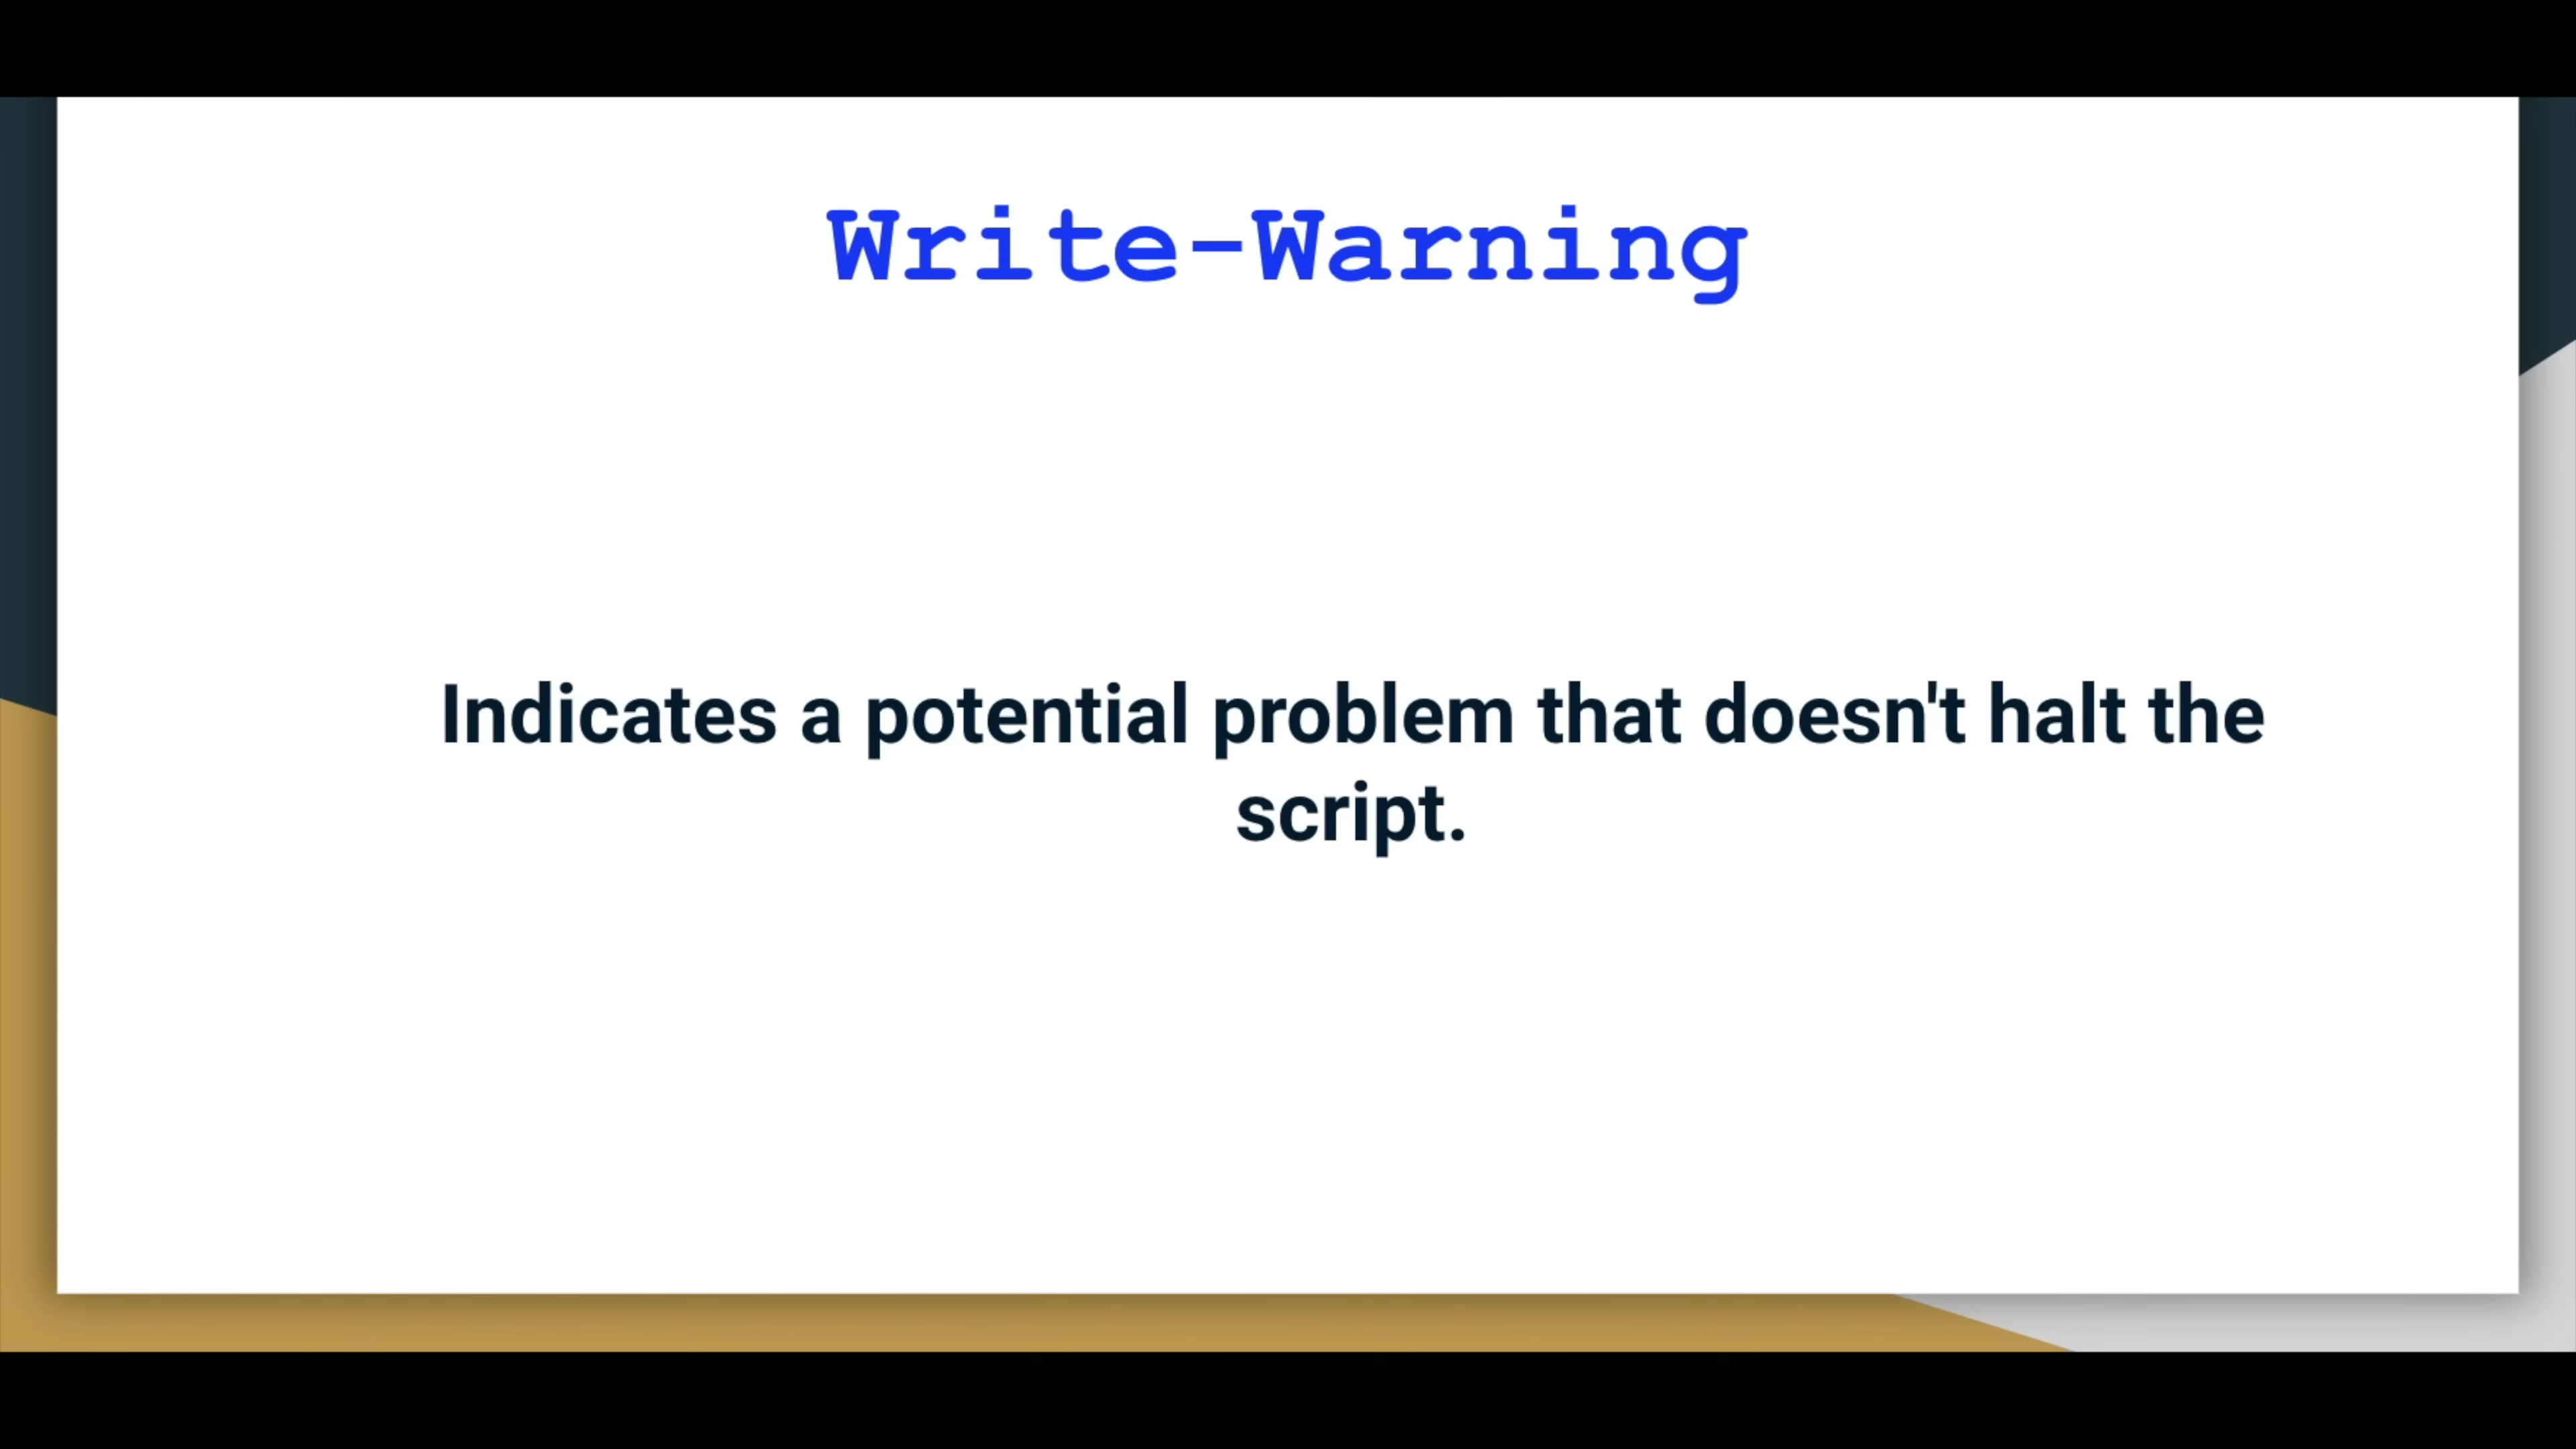 Write-Warning
Indicates a potential problem that doesn't halt the
script.